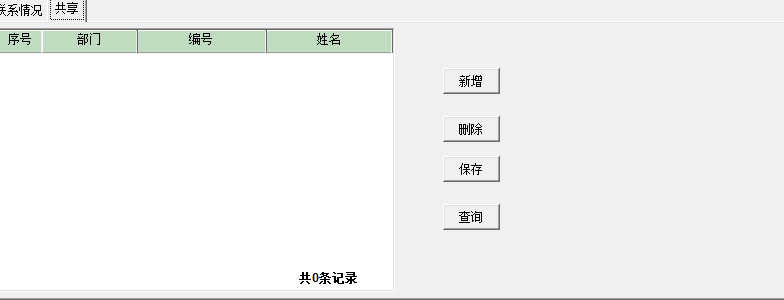 联系情况 共享
序号 部门 编号 姓名
新增
删除
保存
查询
共0条记录